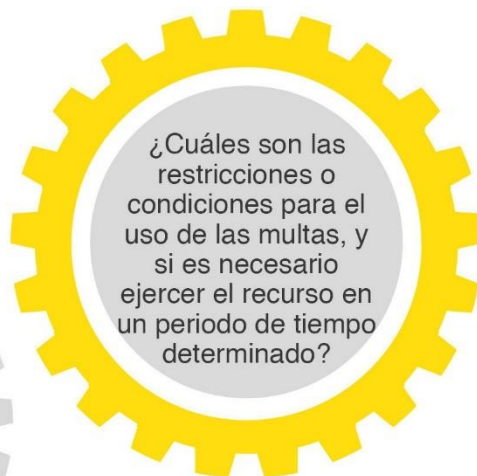 ¿Cuáles son las
restricciones o
condiciones para el
uso de las multas, y
si es necesario
ejercer el recurso en
un periodo de tiempo
determinado?